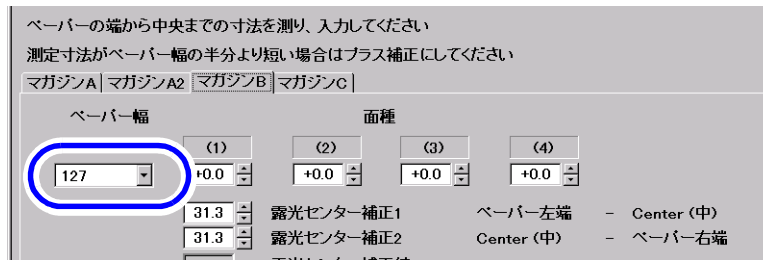 ペーパーの端から中央までの寸法を測り、入力してください
測定寸法がペーパー幅の半分より短い場合はプラス補正にしてください
マガジンA マガジンA2 マガジンB マガジンC
ペーパー幅 面種
(1) (2) (3) (4)
127 +0.0 +0.0 +0.0 +0.0
31.3 露光センター補正1 ペーパー左端 - Center (中)
31.3 露光センター補正2 Center (中) - ペーパー右端